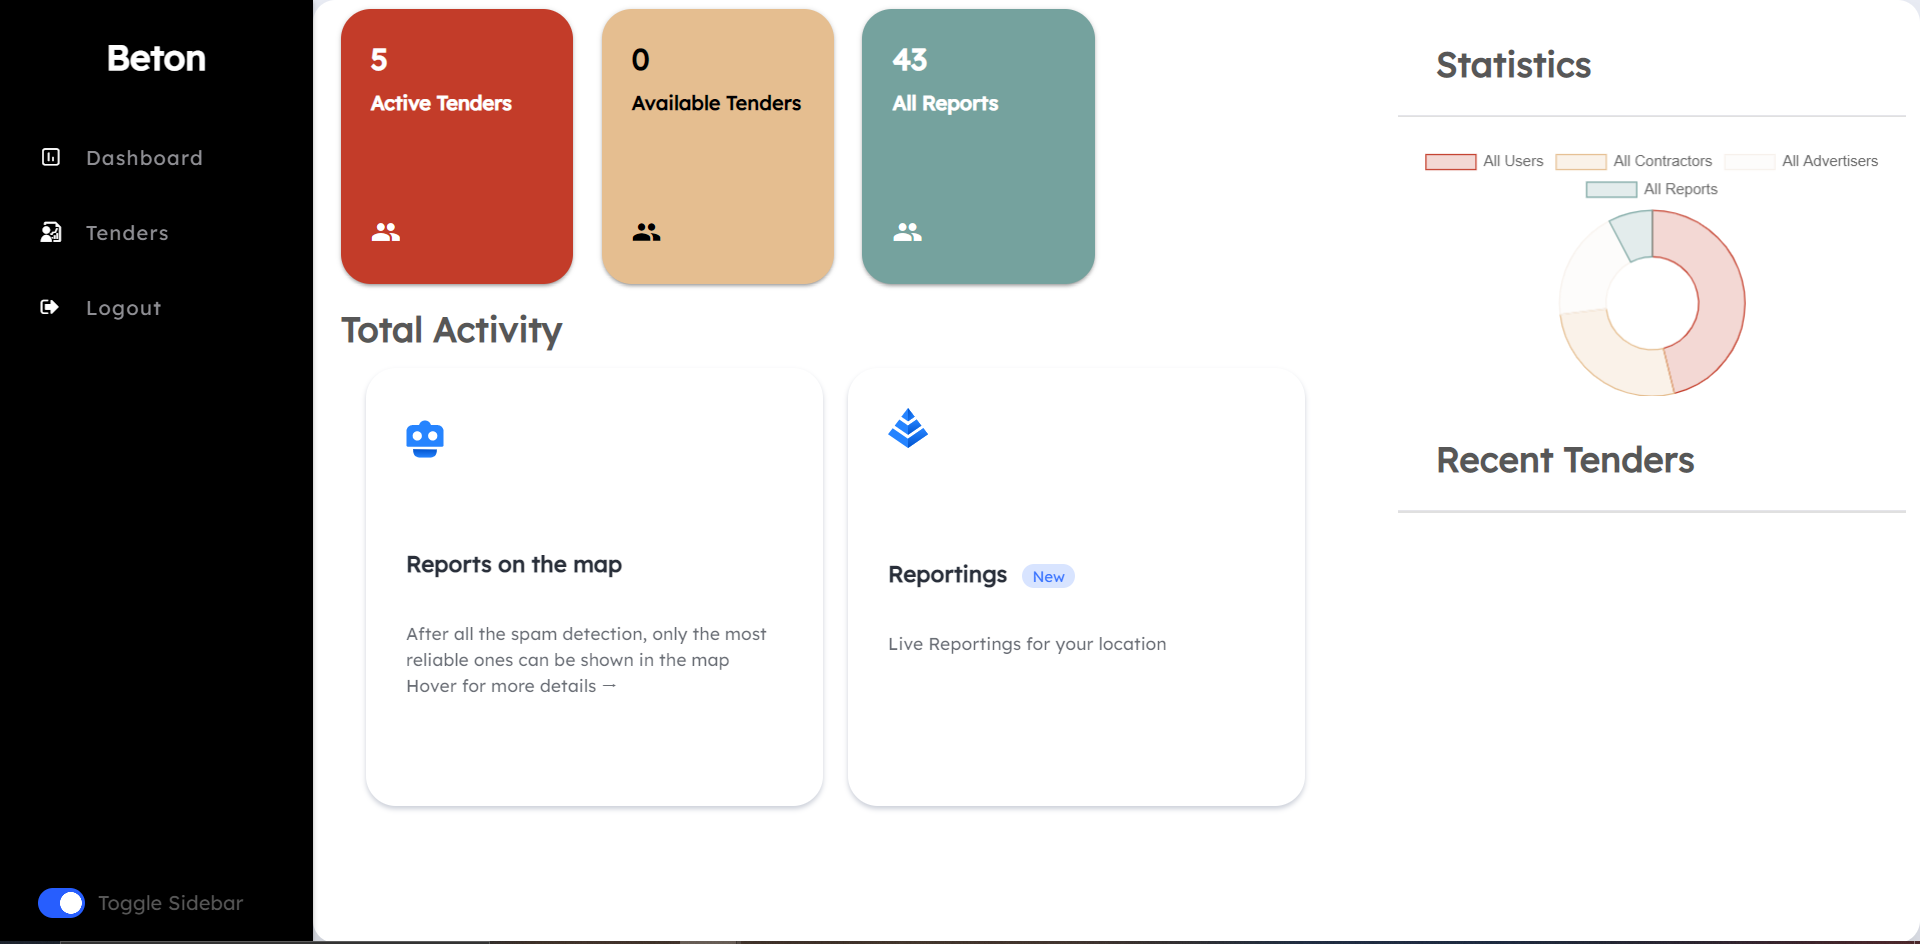 Beton
Dashboard
Tenders
Logout
Toggle Sidebar
5
Active Tenders
0
Available Tenders
43
All Reports
Total Activity
Reports on the map
After all the spam detection, only the most
reliable ones can be shown in the map
Hover for more details →
Reportings New
Live Reportings for your location
Statistics
All Users All Contractors All Advertisers
All Reports
Recent Tenders